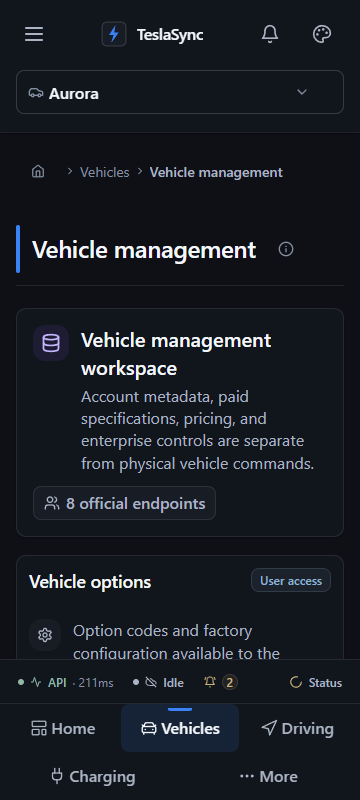 TeslaSync
Aurora
Vehicles
Vehicle management
Vehicle management
Vehicle management
workspace
Account metadata, paid
specifications, pricing, and
enterprise controls are separate
from physical vehicle commands.
8 official endpoints
Vehicle options
User access
Option codes and factory
configuration available to the
API · 211ms
Idle
2
Status
Home
Vehicles
Driving
Charging
More